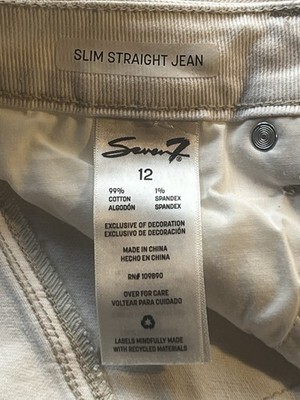 SLIM STRAIGHT JEAN
Seven7®
12
99% 1%
COTTON SPANDEX
ALGODÓN SPANDEX
EXCLUSIVE OF DECORATION
EXCLUSIVO DE DECORACIÓN
MADE IN CHINA
HECHO EN CHINA
RN# 109890
OVER FOR CARE
VOLTEAR PARA CUIDADO
LABELS MINDFULLY MADE
WITH RECYCLED MATERIALS